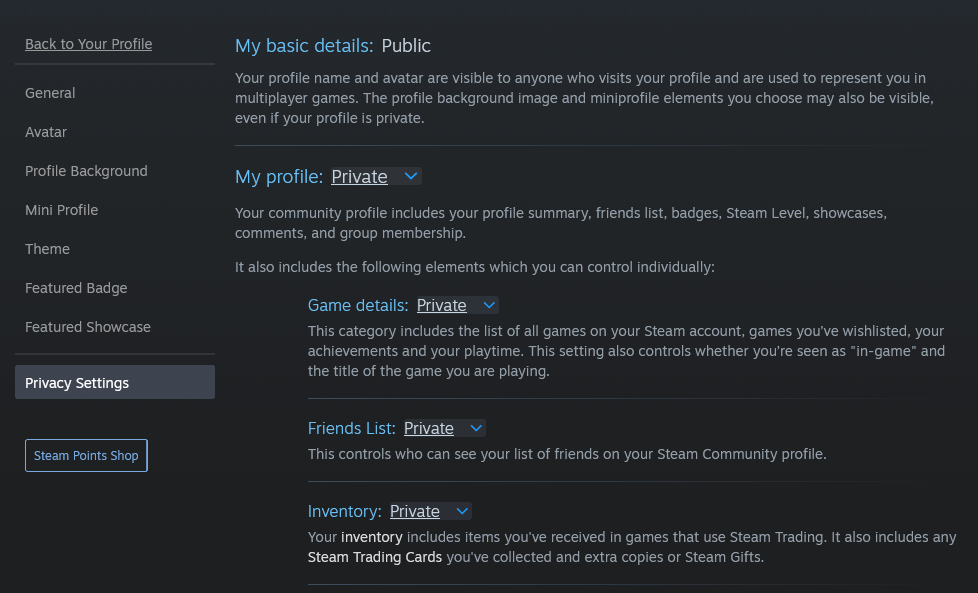 Back to Your Profile
General
Avatar
Profile Background
Mini Profile
Theme
Featured Badge
Featured Showcase
Privacy Settings
Steam Points Shop
My basic details: Public
Your profile name and avatar are visible to anyone who visits your profile and are used to represent you in
multiplayer games. The profile background image and miniprofile elements you choose may also be visible,
even if your profile is private.
My profile: Private
Your community profile includes your profile summary, friends list, badges, Steam Level, showcases,
comments, and group membership.
It also includes the following elements which you can control individually:
Game details: Private
This category includes the list of all games on your Steam account, games you've wishlisted, your
achievements and your playtime. This setting also controls whether you're seen as "in-game" and
the title of the game you are playing.
Friends List: Private
This controls who can see your list of friends on your Steam Community profile.
Inventory: Private
Your inventory includes items you've received in games that use Steam Trading. It also includes any
Steam Trading Cards you've collected and extra copies or Steam Gifts.